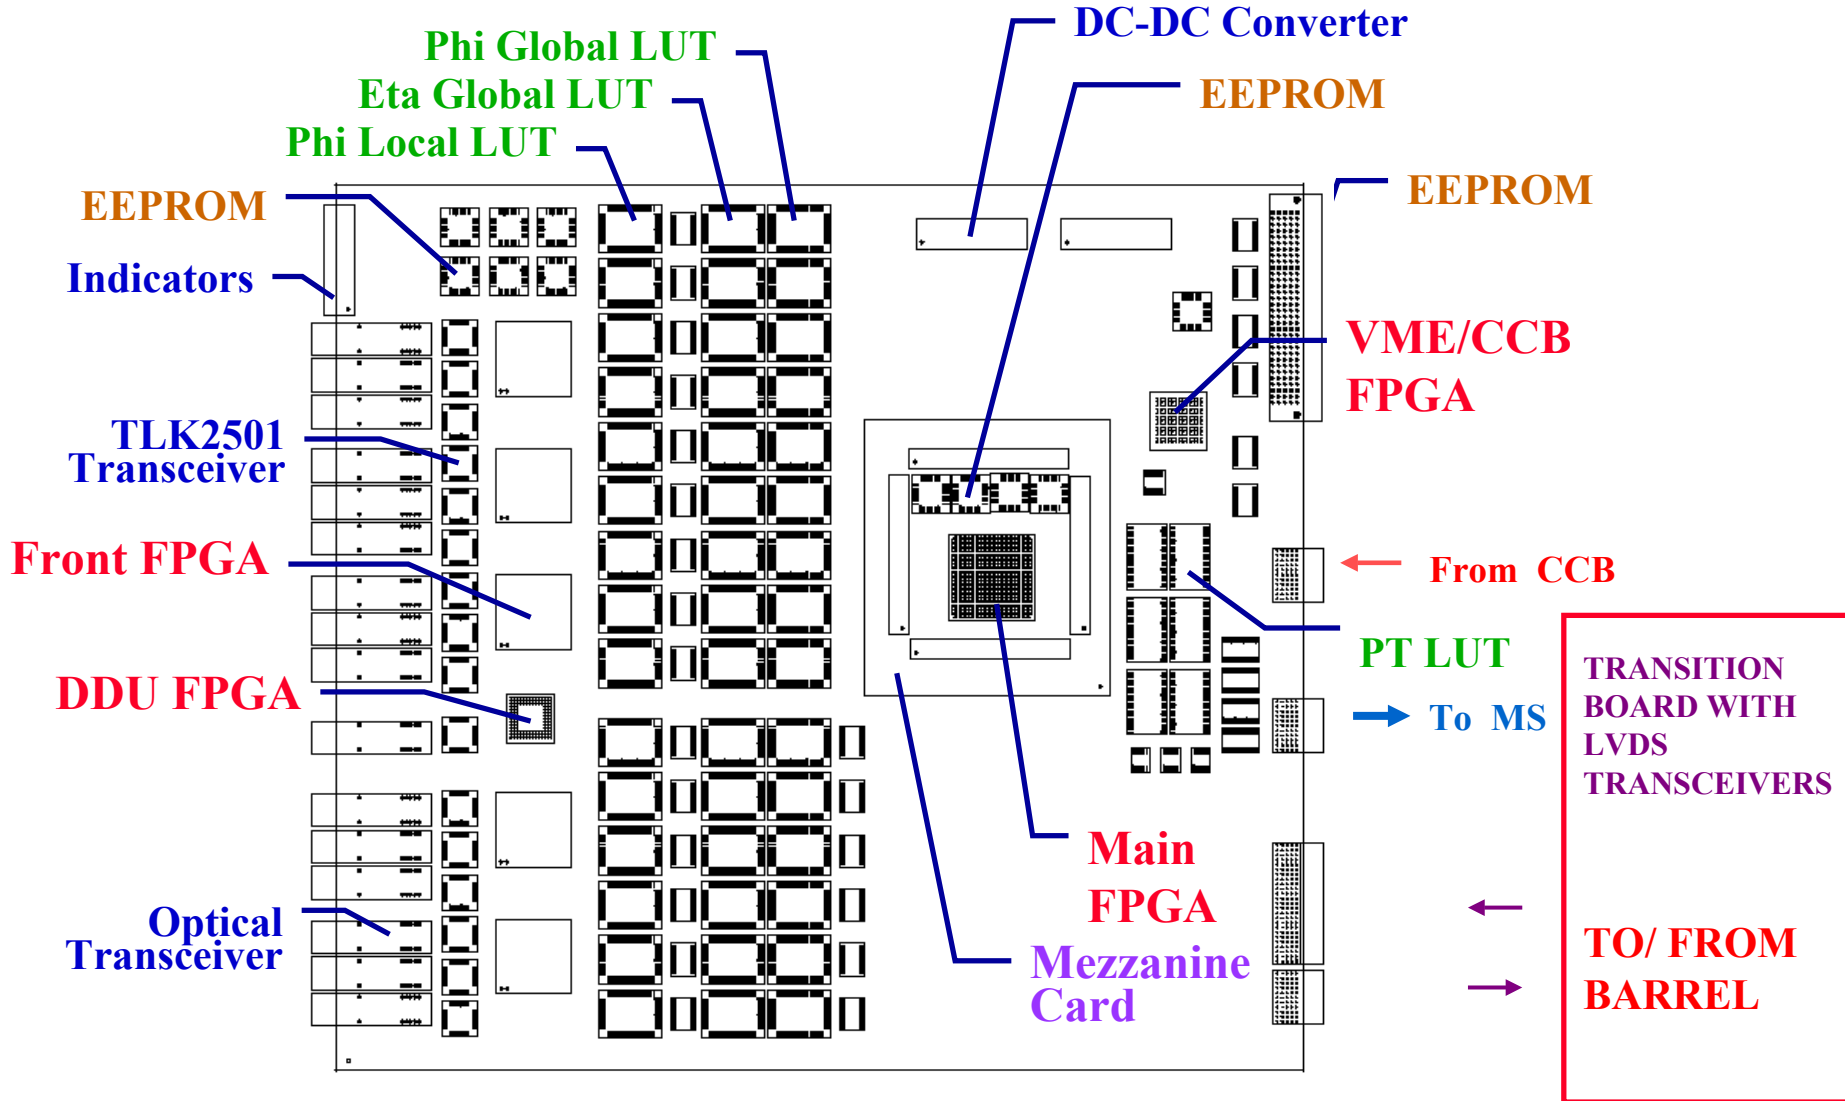 DC-DC Converter
Phi Global LUT
Eta Global LUT
EEPROM
Phi Local LUT
EEPROM
EEPROM
Indicators
VME/CCB
FPGA
TLK2501
Transceiver
Front FPGA
From CCB
PT LUT
DDU FPGA
To MS
TRANSITION
BOARD WITH
LVDS
TRANSCEIVERS
Main
FPGA
Optical
Transceiver
Mezzanine
Card
TO/ FROM
BARREL